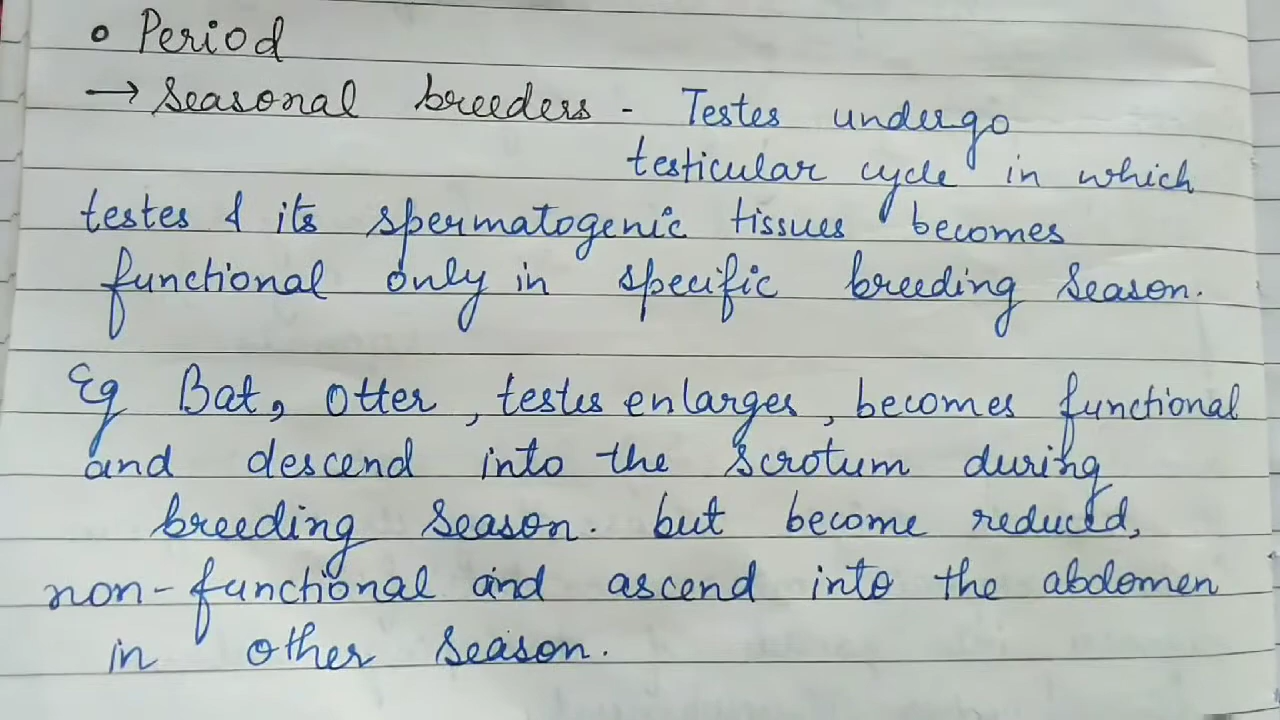 • Period
→ Seasonal breeders - Testes undergo
testicular cycle in which
testes & its spermatogenic tissues becomes
functional only in specific breeding season.
Eg Bat, Otter, testes enlarges, becomes functional
and descend into the scrotum during
breeding season. but become reduced,
non-functional and ascend into the abdomen
in other season.